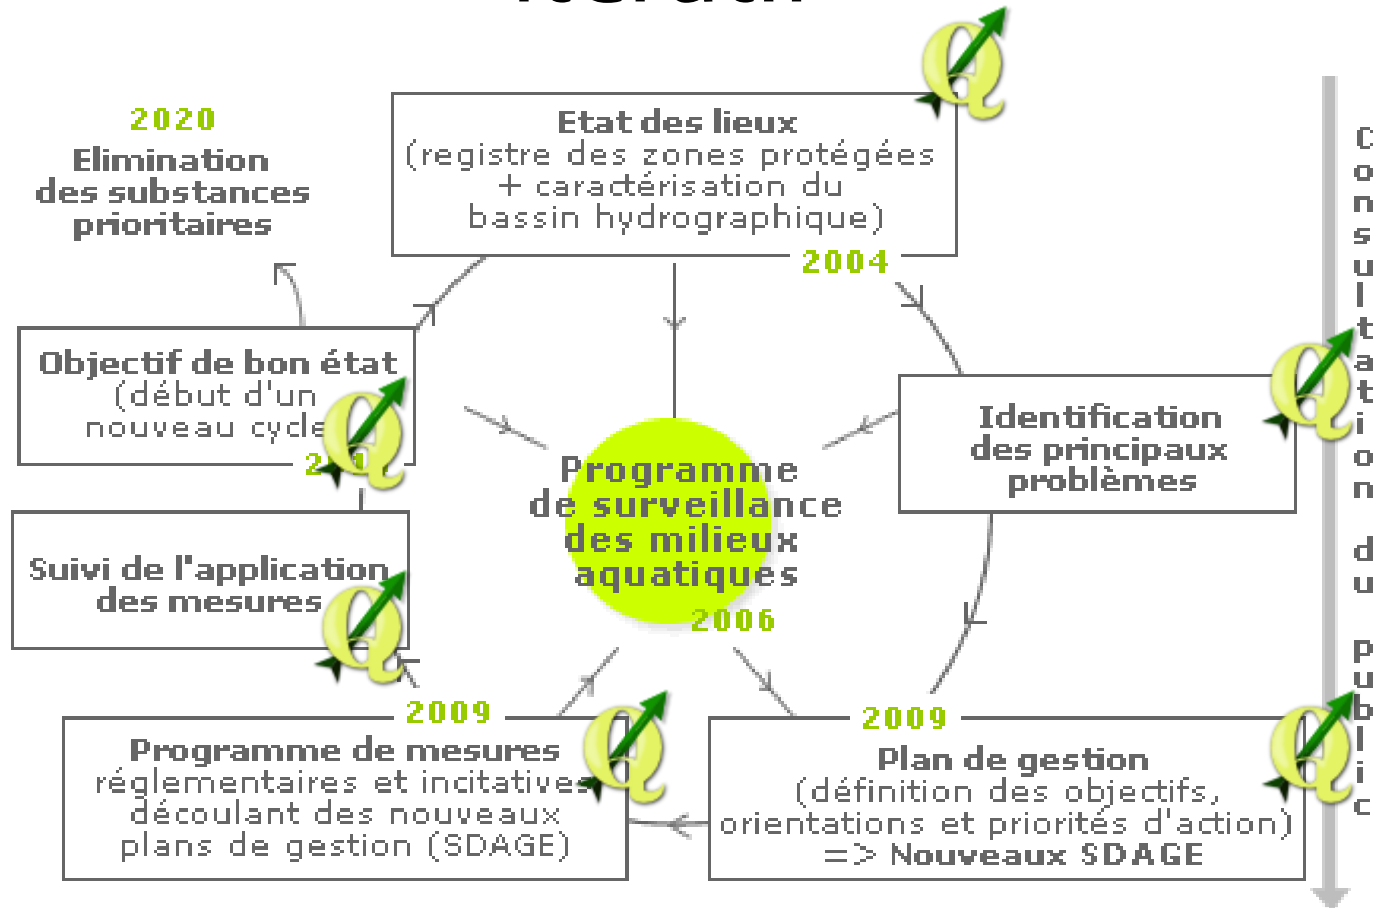 2020
Elimination
des substances
prioritaires
Etat des lieux
(registre des zones protégées
+ caractérisation du
bassin hydrographique)
2004
Objectif de bon état
(début d'un
nouveau cycle
Identification
des principaux
problèmes
Programme
de surveillance
des milieux
aquatiques
2006
Suivi de l'application
des mesures
2009
Programme de mesures
réglementaires et incitatives
découlant des nouveaux
plans de gestion (SDAGE)
2009
Plan de gestion
(définition des objectifs,
orientations et priorités d'action)
=> Nouveaux SDAGE
Consultation du public